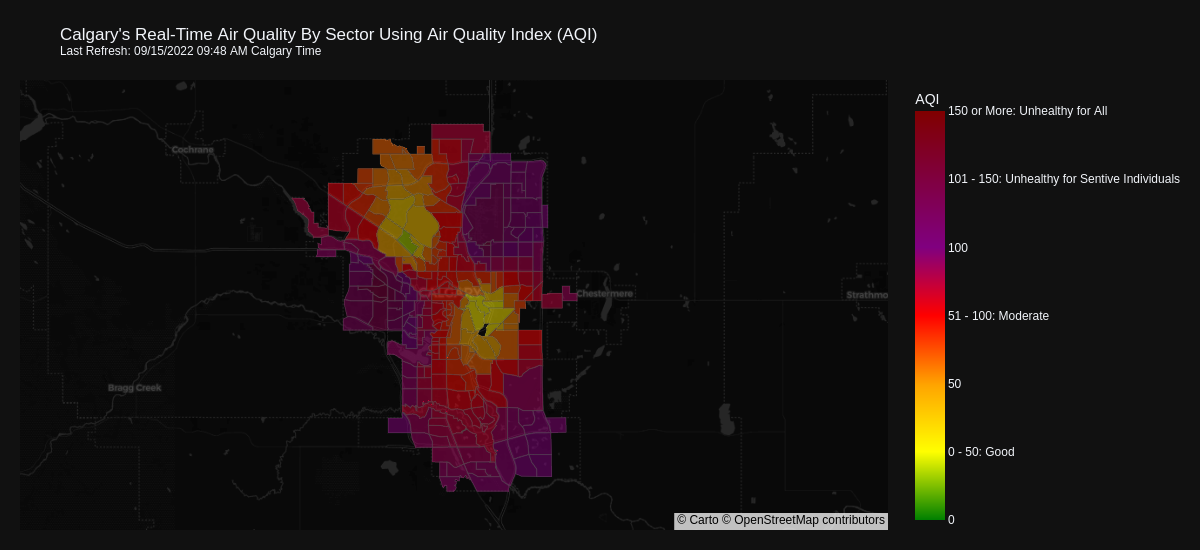 Calgary's Real-Time Air Quality By Sector Using Air Quality Index (AQI)
Last Refresh: 09/15/2022 09:48 AM Calgary Time
AQI
150 or More: Unhealthy for All
Cochrane
101 - 150: Unhealthy for Sentive Individuals
100
CALGARY
Chestermere
Strathmo
51 - 100: Moderate
50
Bragg Creek
0 - 50: Good
0
© Carto © OpenStreetMap contributors